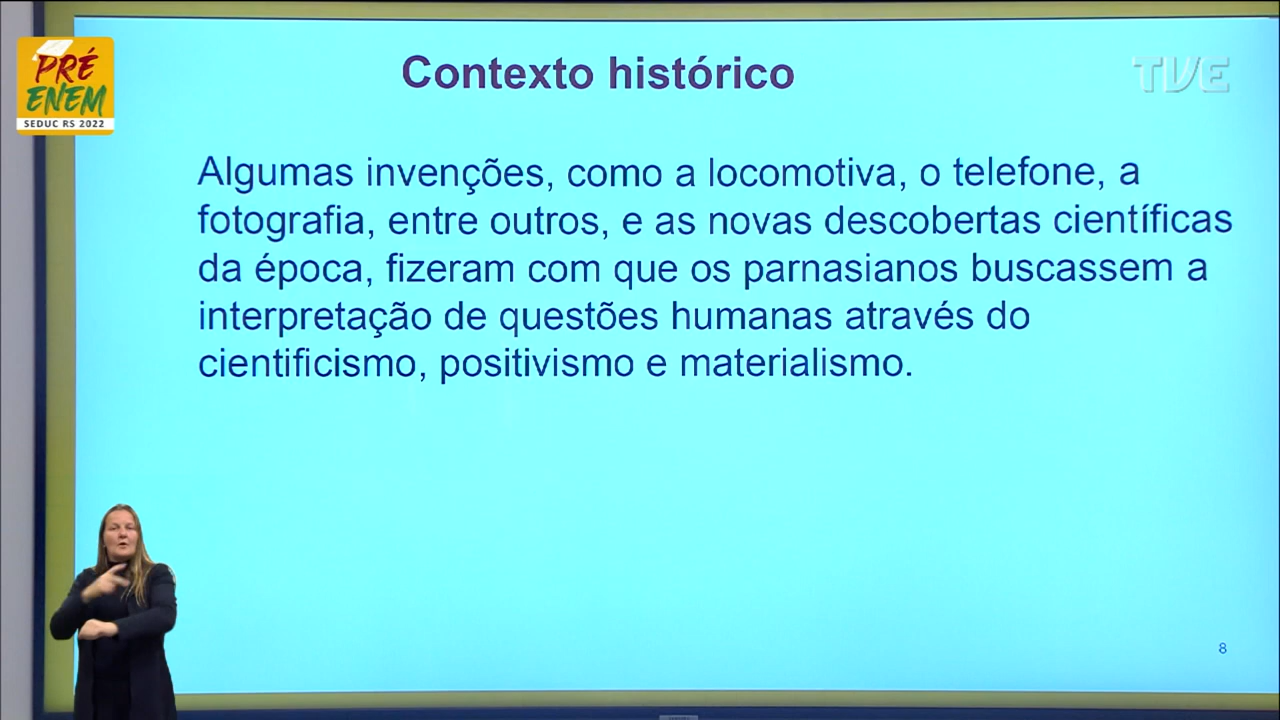 PRÉ
ENEM
SEDUC RS 2022
Contexto histórico
TVE
Algumas invenções, como a locomotiva, o telefone, a
fotografia, entre outros, e as novas descobertas científicas
da época, fizeram com que os parnasianos buscassem a
interpretação de questões humanas através do
cientificismo, positivismo e materialismo.
8